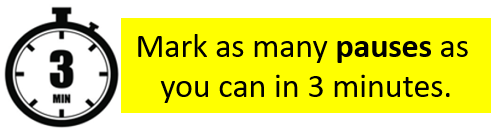 3
MIN
Mark as many pauses as
you can in 3 minutes.